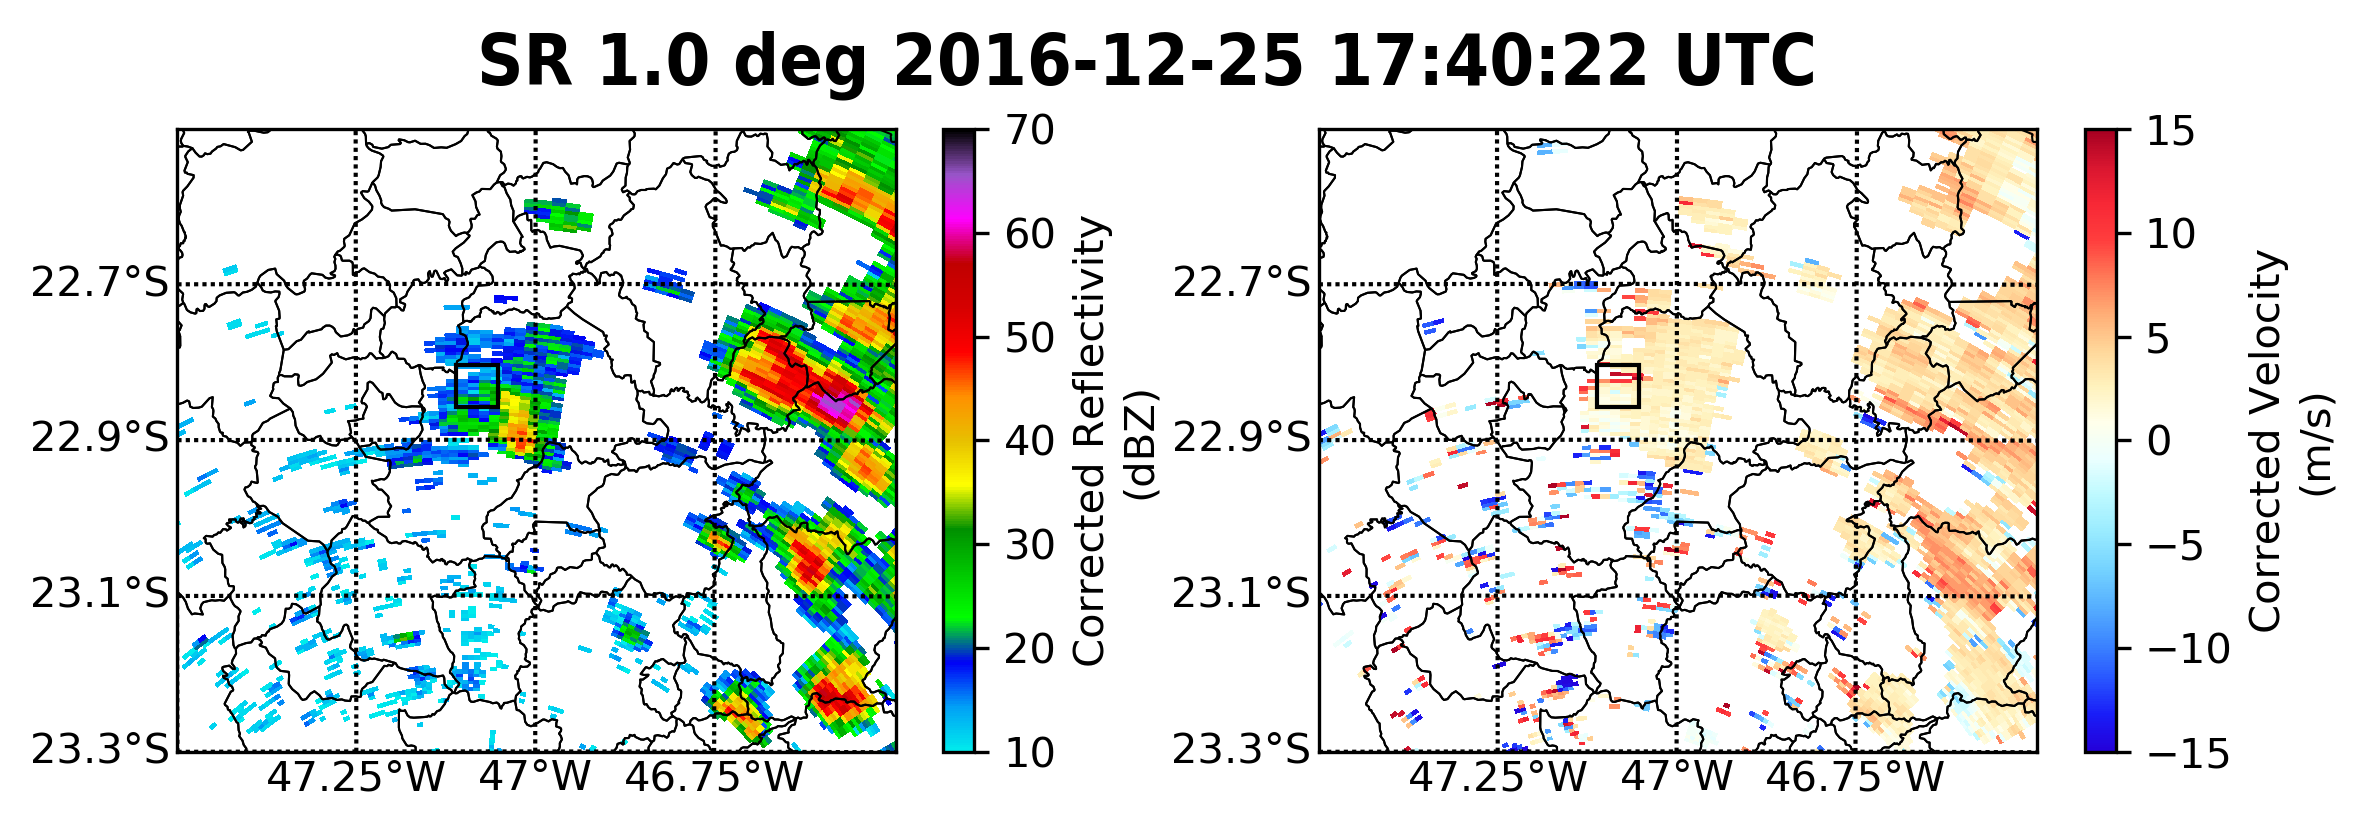 SR 1.0 deg 2016-12-25 17:40:22 UTC
22.7°S
22.9°S
23.1°S
23.3°S
47.25°W
47°W
46.75°W
70
60
50
40
30
20
10
Corrected Reflectivity
(dBZ)
22.7°S
22.9°S
23.1°S
23.3°S
47.25°W
47°W
46.75°W
15
10
5
0
−5
−10
−15
Corrected Velocity
(m/s)